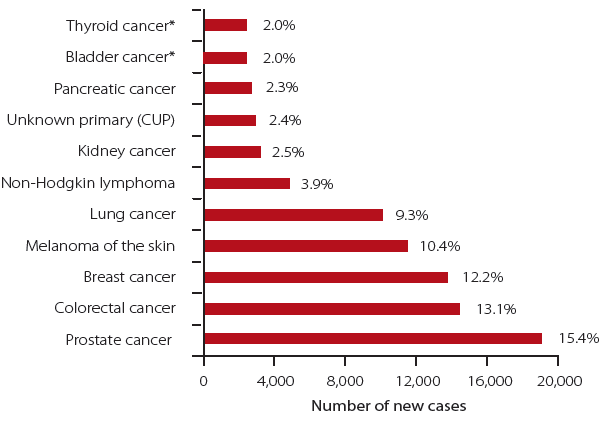 Thyroid cancer* 2.0%
Bladder cancer* 2.0%
Pancreatic cancer 2.3%
Unknown primary (CUP) 2.4%
Kidney cancer 2.5%
Non-Hodgkin lymphoma 3.9%
Lung cancer 9.3%
Melanoma of the skin 10.4%
Breast cancer 12.2%
Colorectal cancer 13.1%
Prostate cancer 15.4%
0 4,000 8,000 12,000 16,000 20,000
Number of new cases